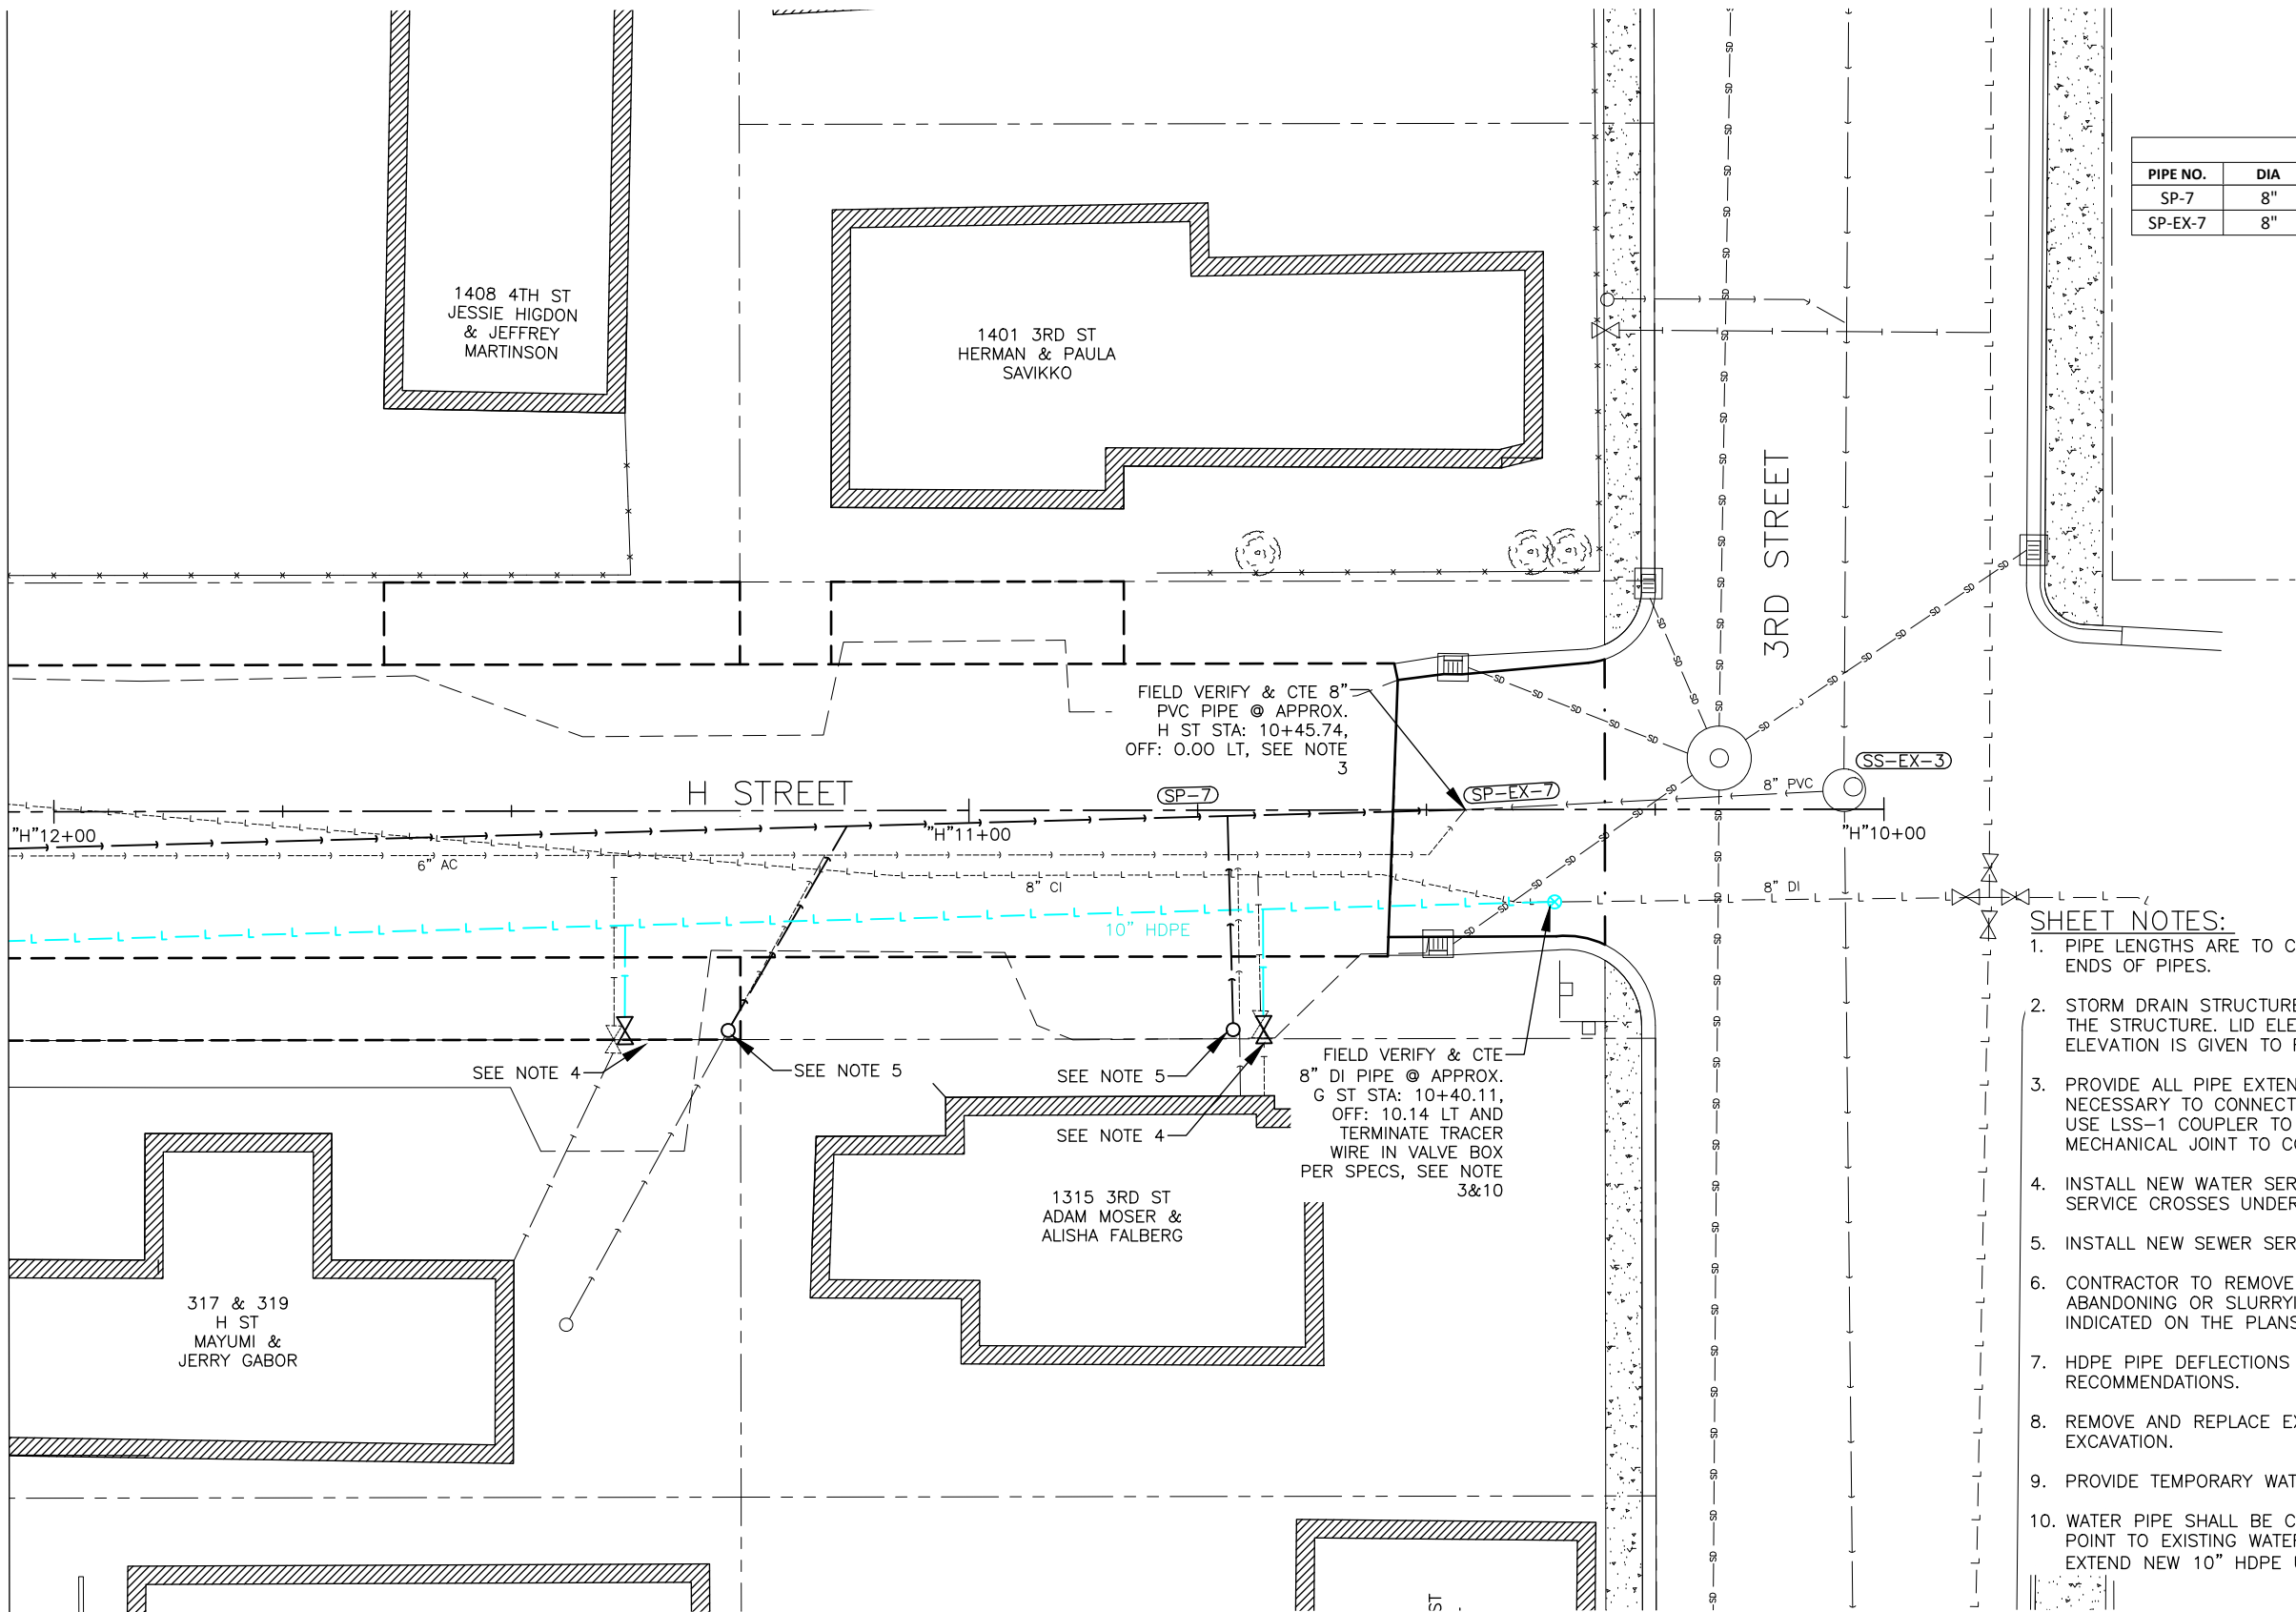 1408 4TH ST
JESSIE HIGDON
& JEFFREY
MARTINSON
1401 3RD ST
HERMAN & PAULA
SAVIKKO
3RD STREET
PIPE NO. DIA
SP-7 8"
SP-EX-7 8"
FIELD VERIFY & CTE 8"
PVC PIPE @ APPROX.
H ST STA: 10+45.74,
OFF: 0.00 LT, SEE NOTE
3
H STREET
SP-7
SP-EX-7
8" PVC
SS-EX-3
"H"12+00
"H"11+00
"H"10+00
6" AC
8" CI
8" DI
10" HDPE
SEE NOTE 4
SEE NOTE 5
SEE NOTE 5
SEE NOTE 4
FIELD VERIFY & CTE
8" DI PIPE @ APPROX.
G ST STA: 10+40.11,
OFF: 10.14 LT AND
TERMINATE TRACER
WIRE IN VALVE BOX
PER SPECS, SEE NOTE
3&10
1315 3RD ST
ADAM MOSER &
ALISHA FALBERG
317 & 319
H ST
MAYUMI &
JERRY GABOR
ST
SD
SHEET NOTES:
1. PIPE LENGTHS ARE TO C
ENDS OF PIPES.
2. STORM DRAIN STRUCTURE
THE STRUCTURE. LID ELE
ELEVATION IS GIVEN TO
3. PROVIDE ALL PIPE EXTEN
NECESSARY TO CONNECT
USE LSS-1 COUPLER TO
MECHANICAL JOINT TO CO
4. INSTALL NEW WATER SER
SERVICE CROSSES UNDER
5. INSTALL NEW SEWER SER
6. CONTRACTOR TO REMOVE
ABANDONING OR SLURRYI
INDICATED ON THE PLANS
7. HDPE PIPE DEFLECTIONS
RECOMMENDATIONS.
8. REMOVE AND REPLACE EX
EXCAVATION.
9. PROVIDE TEMPORARY WAT
10. WATER PIPE SHALL BE C
POINT TO EXISTING WATER
EXTEND NEW 10" HDPE